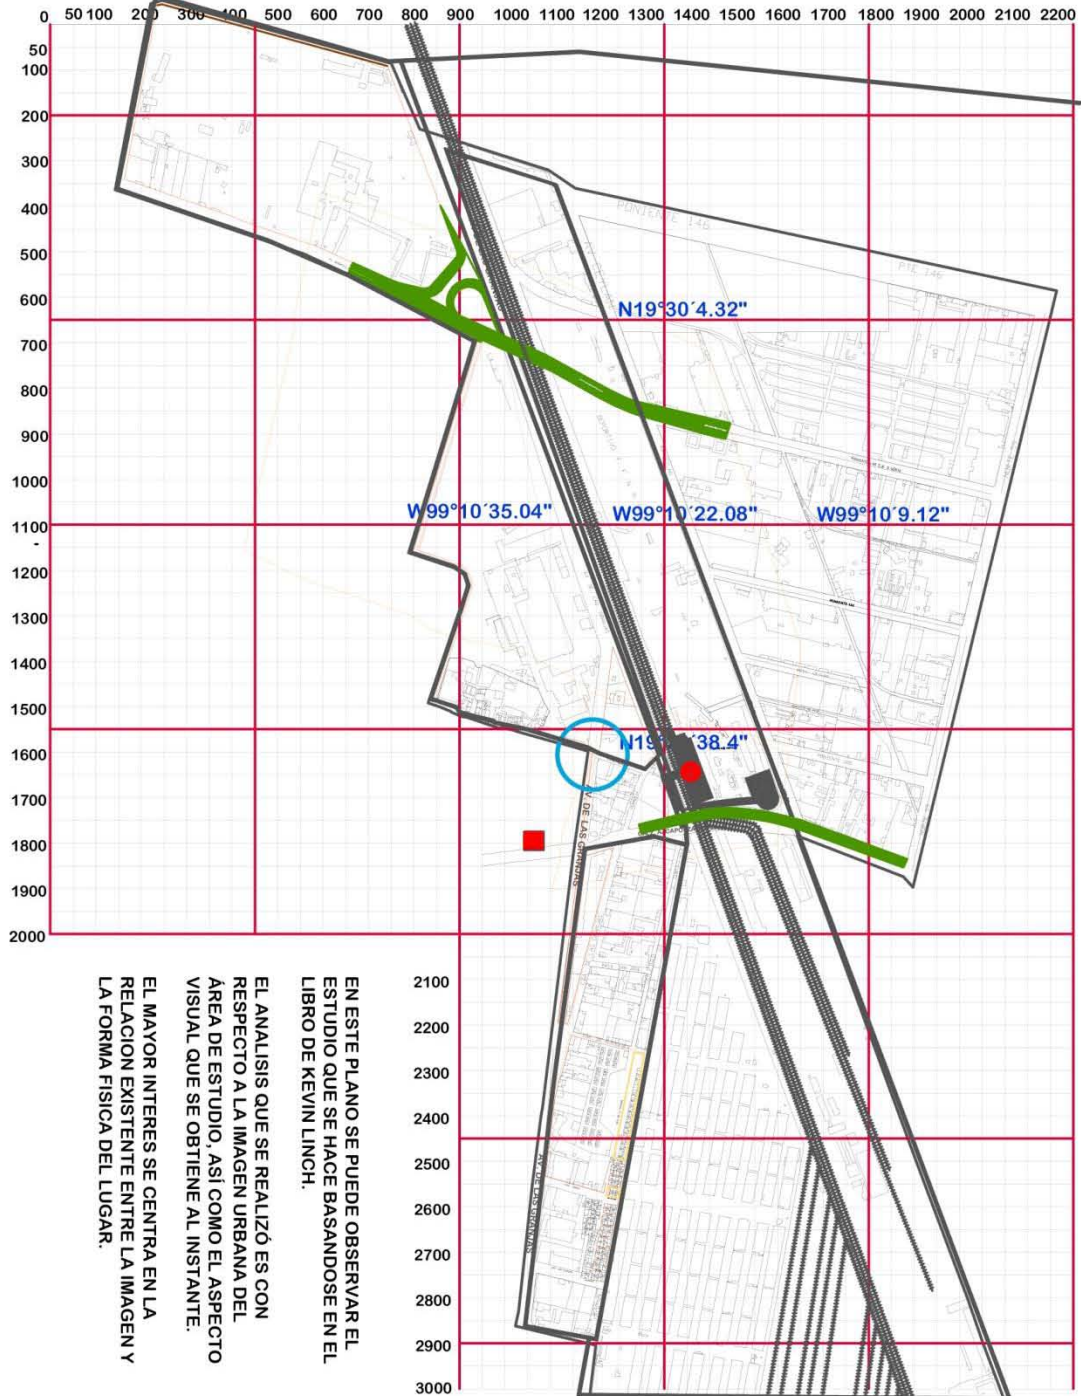 0 50 100 200 300 400 500 600 700 800 900 1000 1100 1200 1300 1400 1500 1600 1700 1800 1900 2000 2100 2200
50
100
200
300
400
500
600
700
800
900
1000
1100
-
1200
1300
1400
1500
1600
1700
1800
1900
2000
PONIENTE 146
PTE 146
N19°30´4.32"
W99°10´35.04"
W99°10´22.08"
W99°10´9.12"
N19° ´38.4"
AV. DE LAS GRANJAS
AV. DE LAS GRANJAS
2100
2200
2300
2400
2500
2600
2700
2800
2900
3000
EN ESTE PLANO SE PUEDE OBSERVAR EL
ESTUDIO QUE SE HACE BASANDOSE EN EL
LIBRO DE KEVIN LINCH.
EL ANALISIS QUE SE REALIZÓ ES CON
RESPECTO A LA IMAGEN URBANA DEL
ÁREA DE ESTUDIO, ASÍ COMO EL ASPECTO
VISUAL QUE SE OBTIENE AL INSTANTE.
EL MAYOR INTERES SE CENTRA EN LA
RELACION EXISTENTE ENTRE LA IMAGEN Y
LA FORMA FISICA DEL LUGAR.